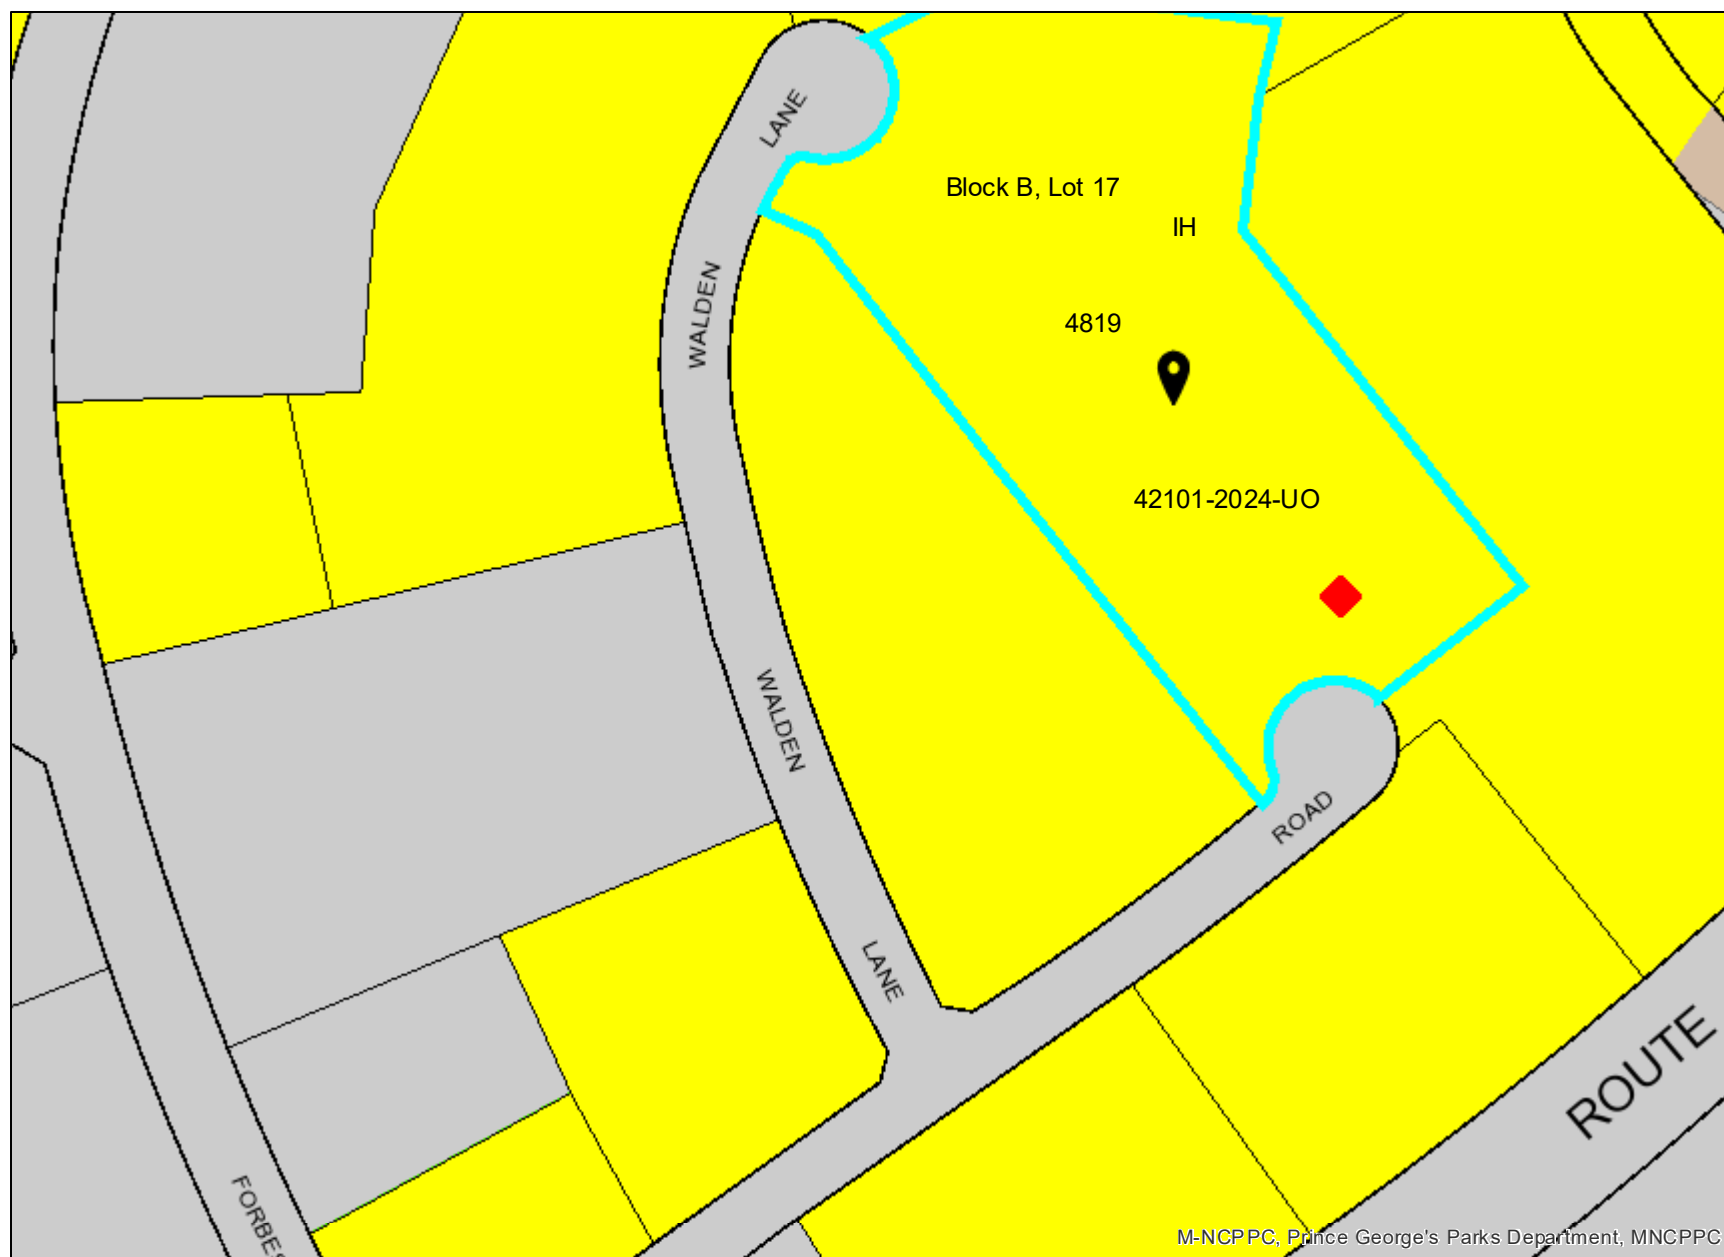 LANE
Block B, Lot 17
IH
WALDEN
4819
42101-2024-UO
WALDEN
ROAD
LANE
ROUTE
FORBES
M-NCPPC, Prince George's Parks Department, MNCPPC